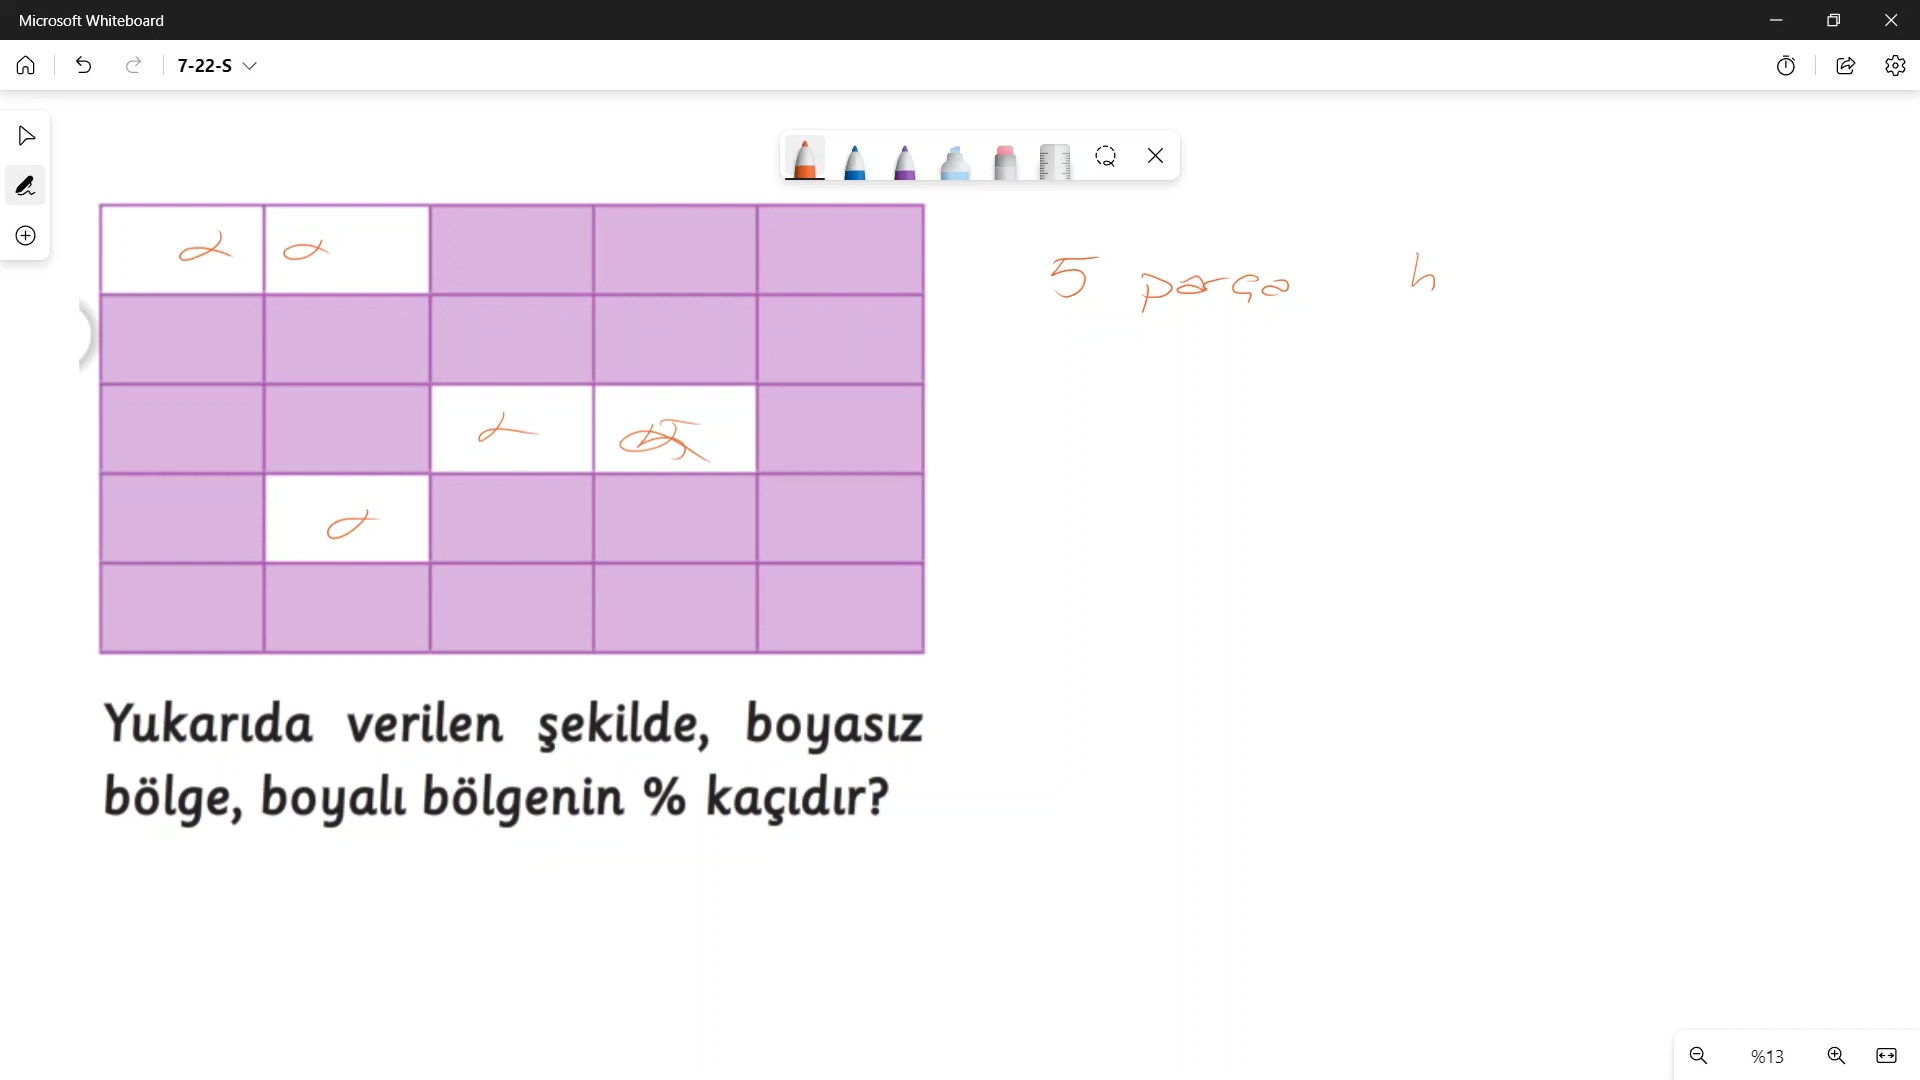 Microsoft Whiteboard
7-22-S
5 parça h
Yukarıda verilen şekilde, boyasız
bölge, boyalı bölgenin % kaçıdır?
%13